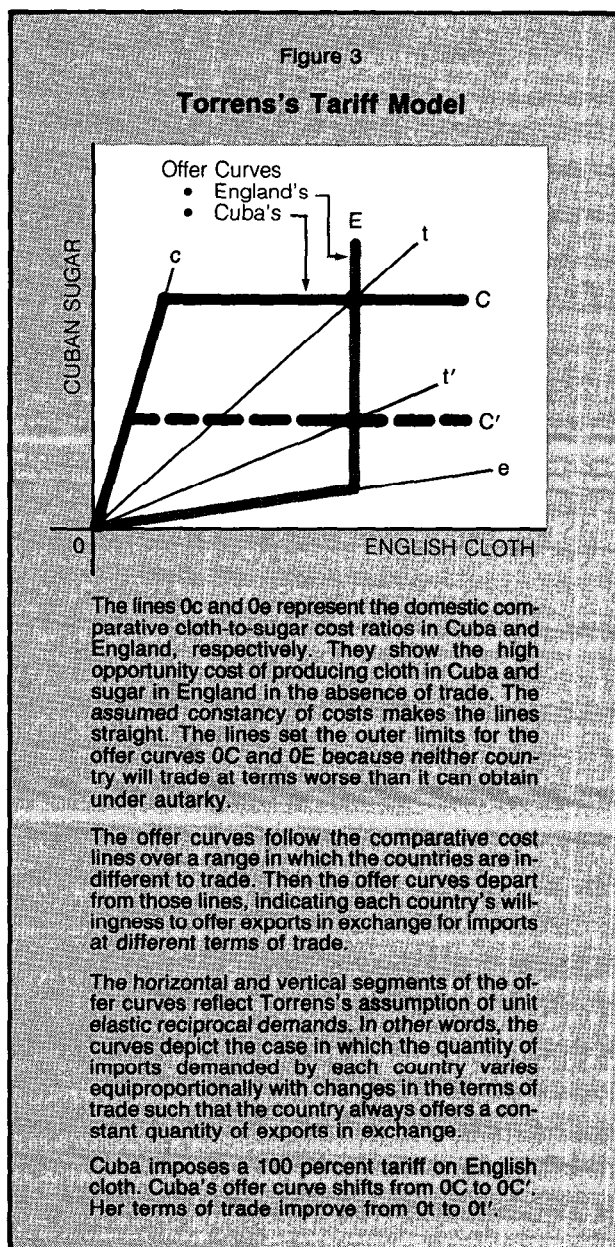 Figure 3
Torrens's Tariff Model
Offer Curves
• England's
• Cuba's
E
t
c
C
t'
C'
e
CUBAN SUGAR
0
ENGLISH CLOTH
The lines 0c and 0e represent the domestic com-
parative cloth-to-sugar cost ratios in Cuba and
England, respectively. They show the high
opportunity cost of producing cloth in Cuba and
sugar in England in the absence of trade. The
assumed constancy of costs makes the lines
straight. The lines set the outer limits for the
offer curves 0C and 0E because neither coun-
try will trade at terms worse than it can obtain
under autarky.
The offer curves follow the comparative cost
lines over a range in which the countries are in-
different to trade. Then the offer curves depart
from those lines, indicating each country's will-
ingness to offer exports in exchange for imports
at different terms of trade.
The horizontal and vertical segments of the of-
fer curves reflect Torrens's assumption of unit
elastic reciprocal demands. In other words, the
curves depict the case in which the quantity of
imports demanded by each country varies
equiproportionally with changes in the terms of
trade such that the country always offers a con-
stant quantity of exports in exchange.
Cuba imposes a 100 percent tariff on English
cloth. Cuba's offer curve shifts from 0C to 0C'.
Her terms of trade improve from 0t to 0t'.